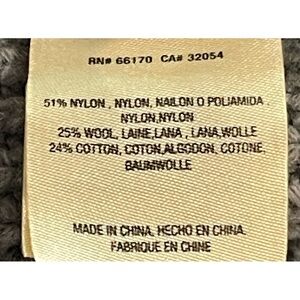 RN# 66170 CA# 32054
51% NYLON , NYLON, NAILON O POLIAMIDA .
NYLON,NYLON
25% WOOL, LAINE,LANA , LANA,WOLLE
24% COTTON, COTON,ALGODON, COTONE,
BAUMWOLLE
MADE IN CHINA, HECHO EN CHINA.
FABRIQUE EN CHINE